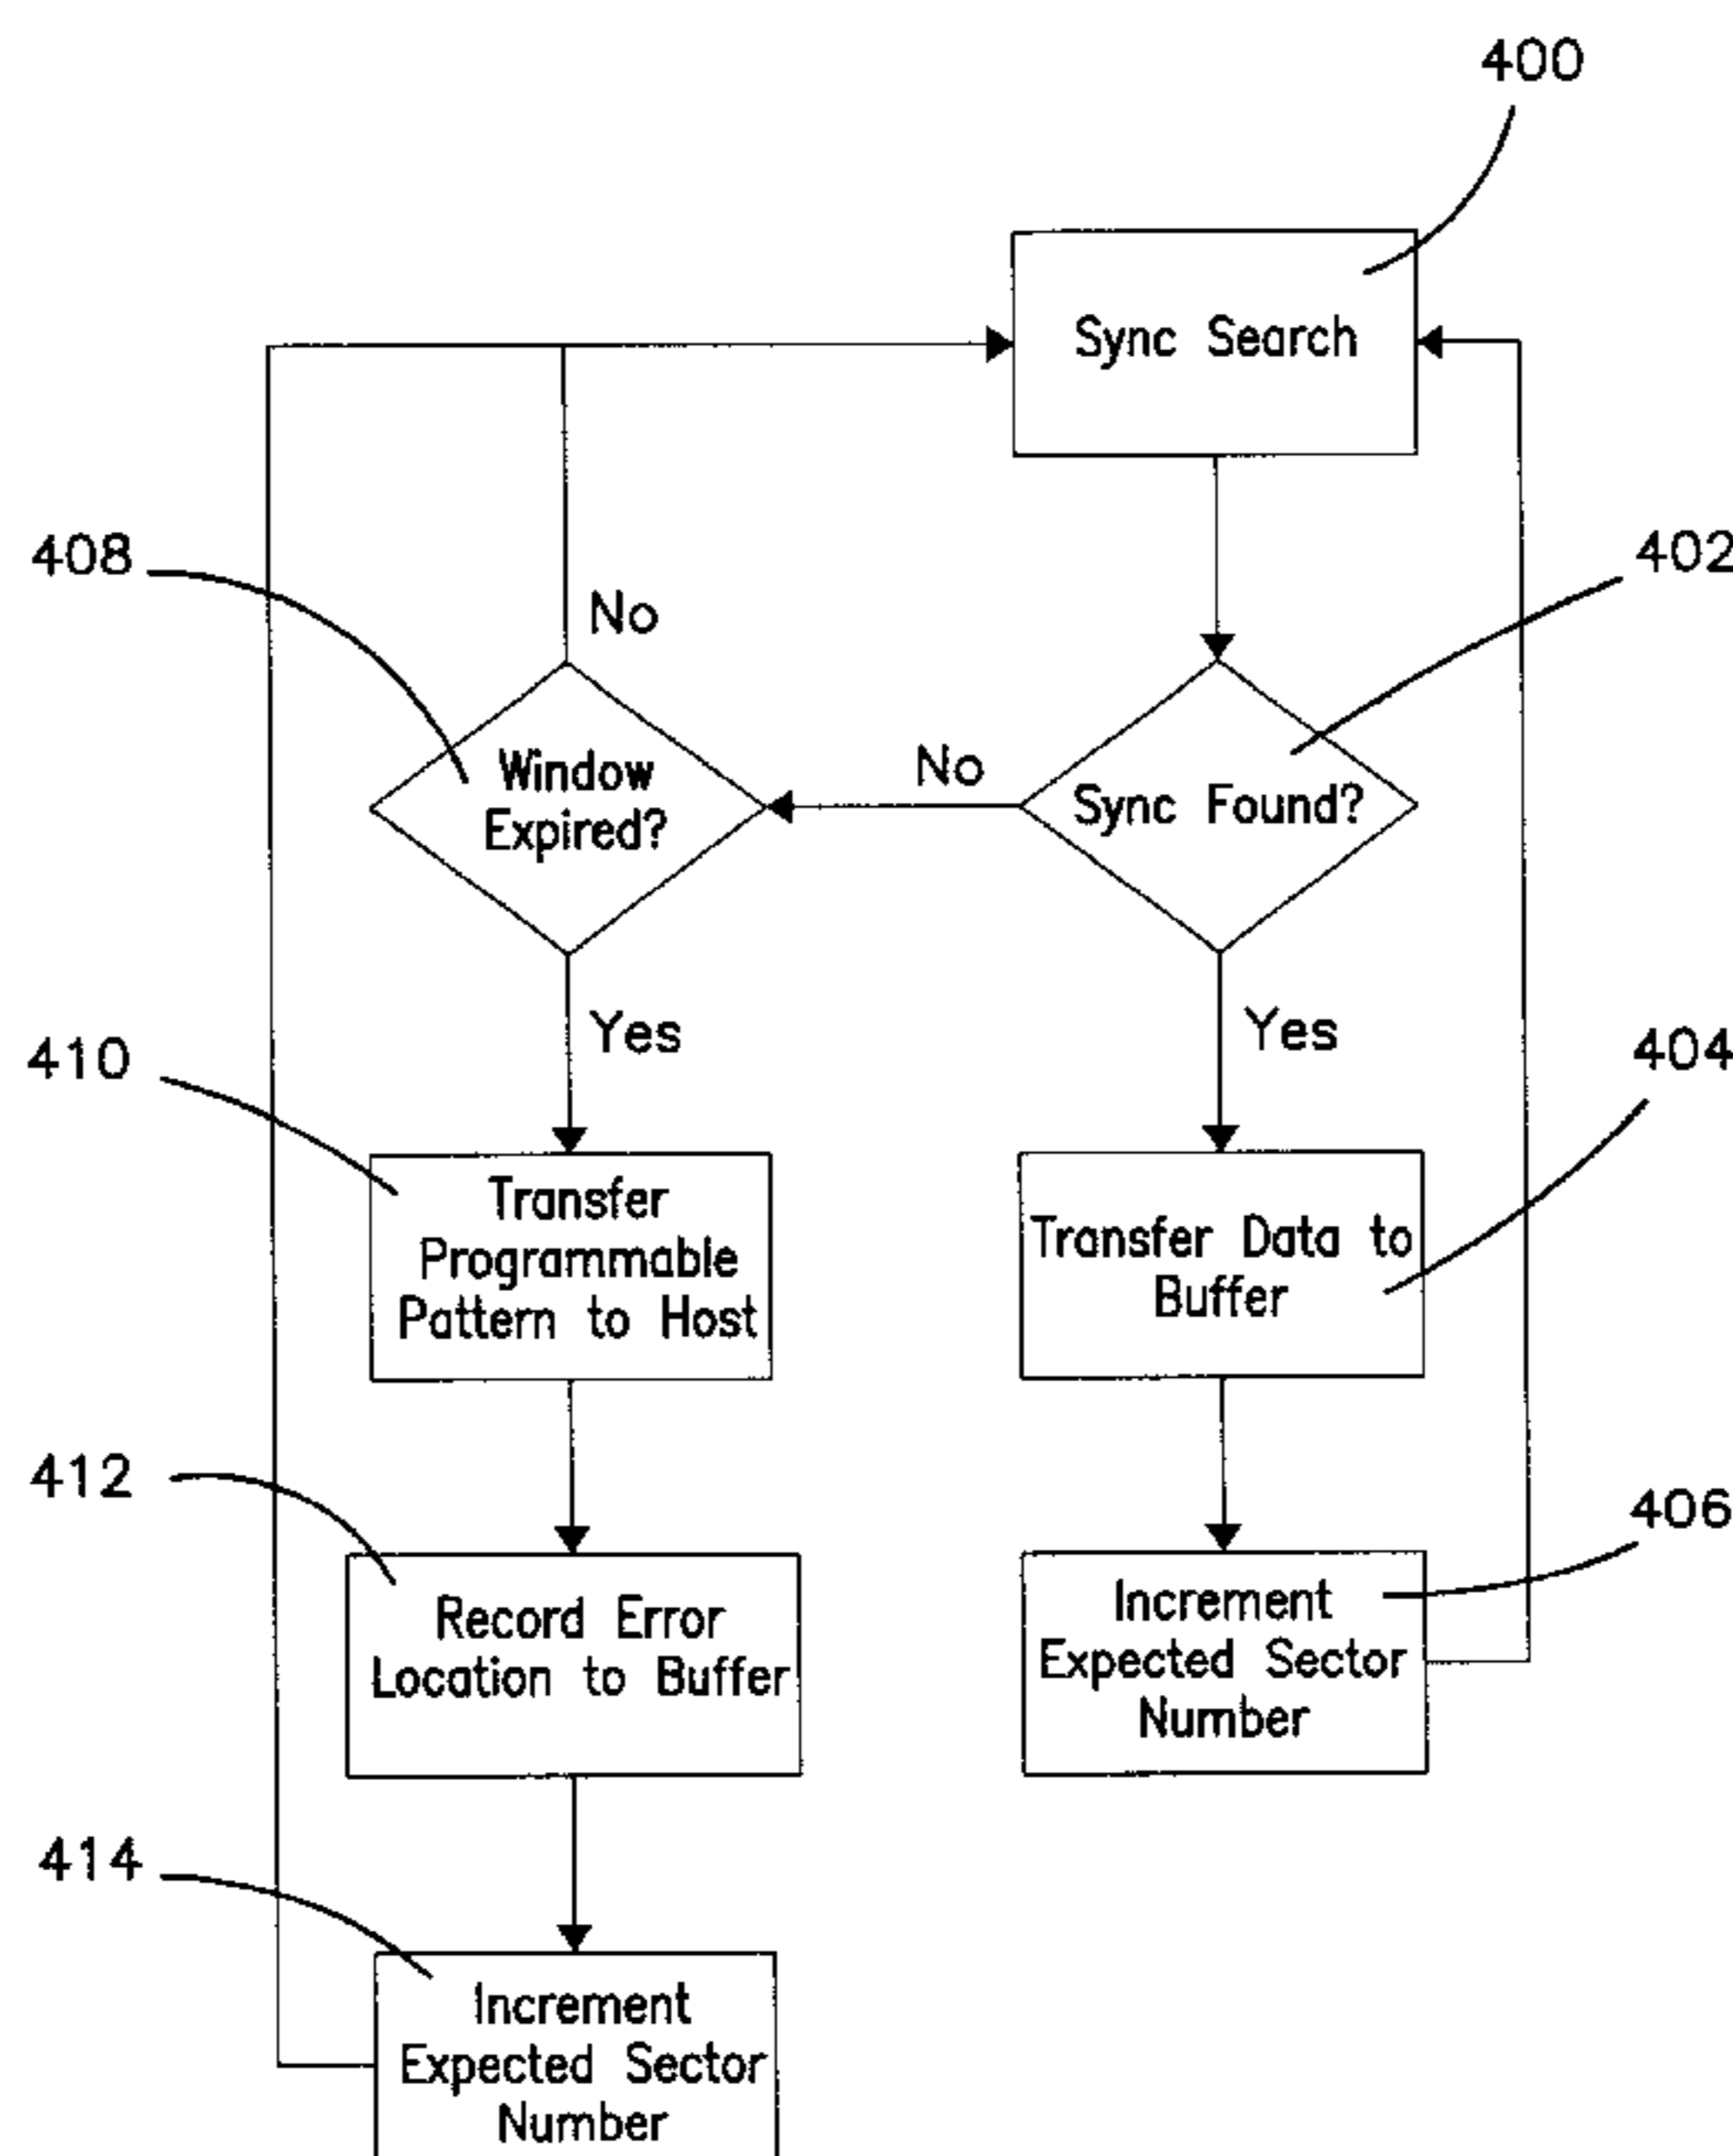 400
Sync Search
408
No
402
Window
Expired?
No
Sync Found?
Yes
Yes
410
404
Transfer
Programmable
Pattern to Host
Transfer Data to
Buffer
412
406
Record Error
Location to Buffer
Increment
Expected Sector
Number
414
Increment
Expected Sector
Number